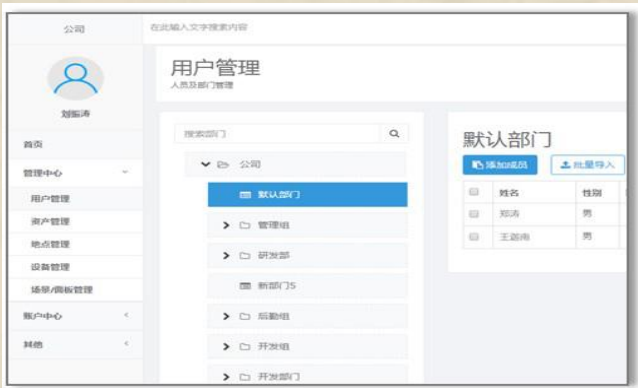 公司
在此输入文字搜索内容
用户管理
人员及部门管理
刘振涛
首页
管理中心
用户管理
资产管理
地点管理
设备管理
场景/面板管理
账户中心
其他
搜索部门
公司
默认部门
管理组
研发部
新部门S
后勤组
开发组
开发部门
默认部门
添加成员
批量导入
姓名 性别
郑涛 男
男